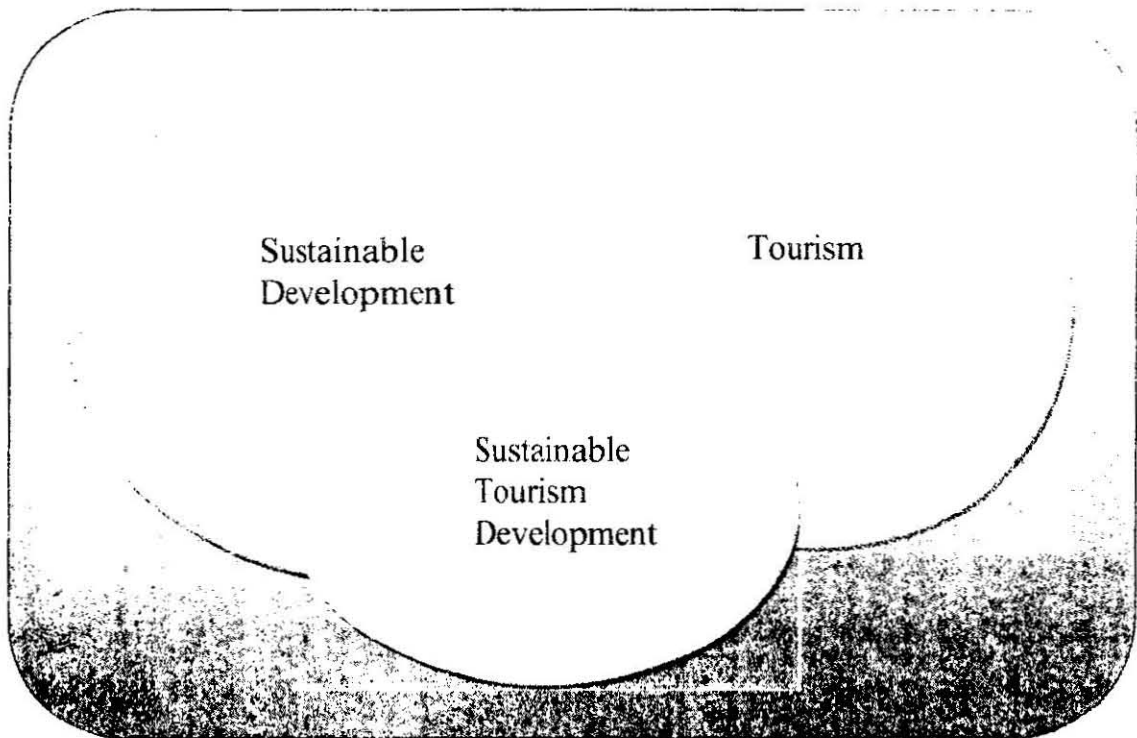 Sustainable
Development
Tourism
Sustainable
Tourism
Development